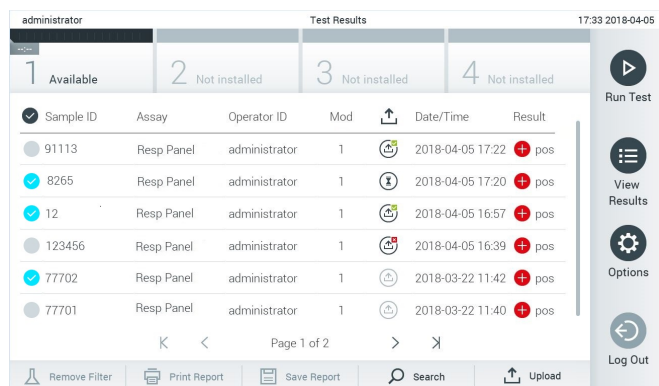 administrator Test Results 17:33 2018-04-05
--:--
1 Available 2 Not installed 3 Not installed 4 Not installed
Run Test
Sample ID Assay Operator ID Mod Date/Time Result
91113 Resp Panel administrator 1 2018-04-05 17:22 pos
8265 Resp Panel administrator 1 2018-04-05 17:20 pos
View
Results
12 Resp Panel administrator 1 2018-04-05 16:57 pos
123456 Resp Panel administrator 1 2018-04-05 16:39 pos
Options
77702 Resp Panel administrator 1 2018-03-22 11:42 pos
77701 Resp Panel administrator 1 2018-03-22 11:40 pos
Page 1 of 2
Log Out
Remove Filter Print Report Save Report Search Upload